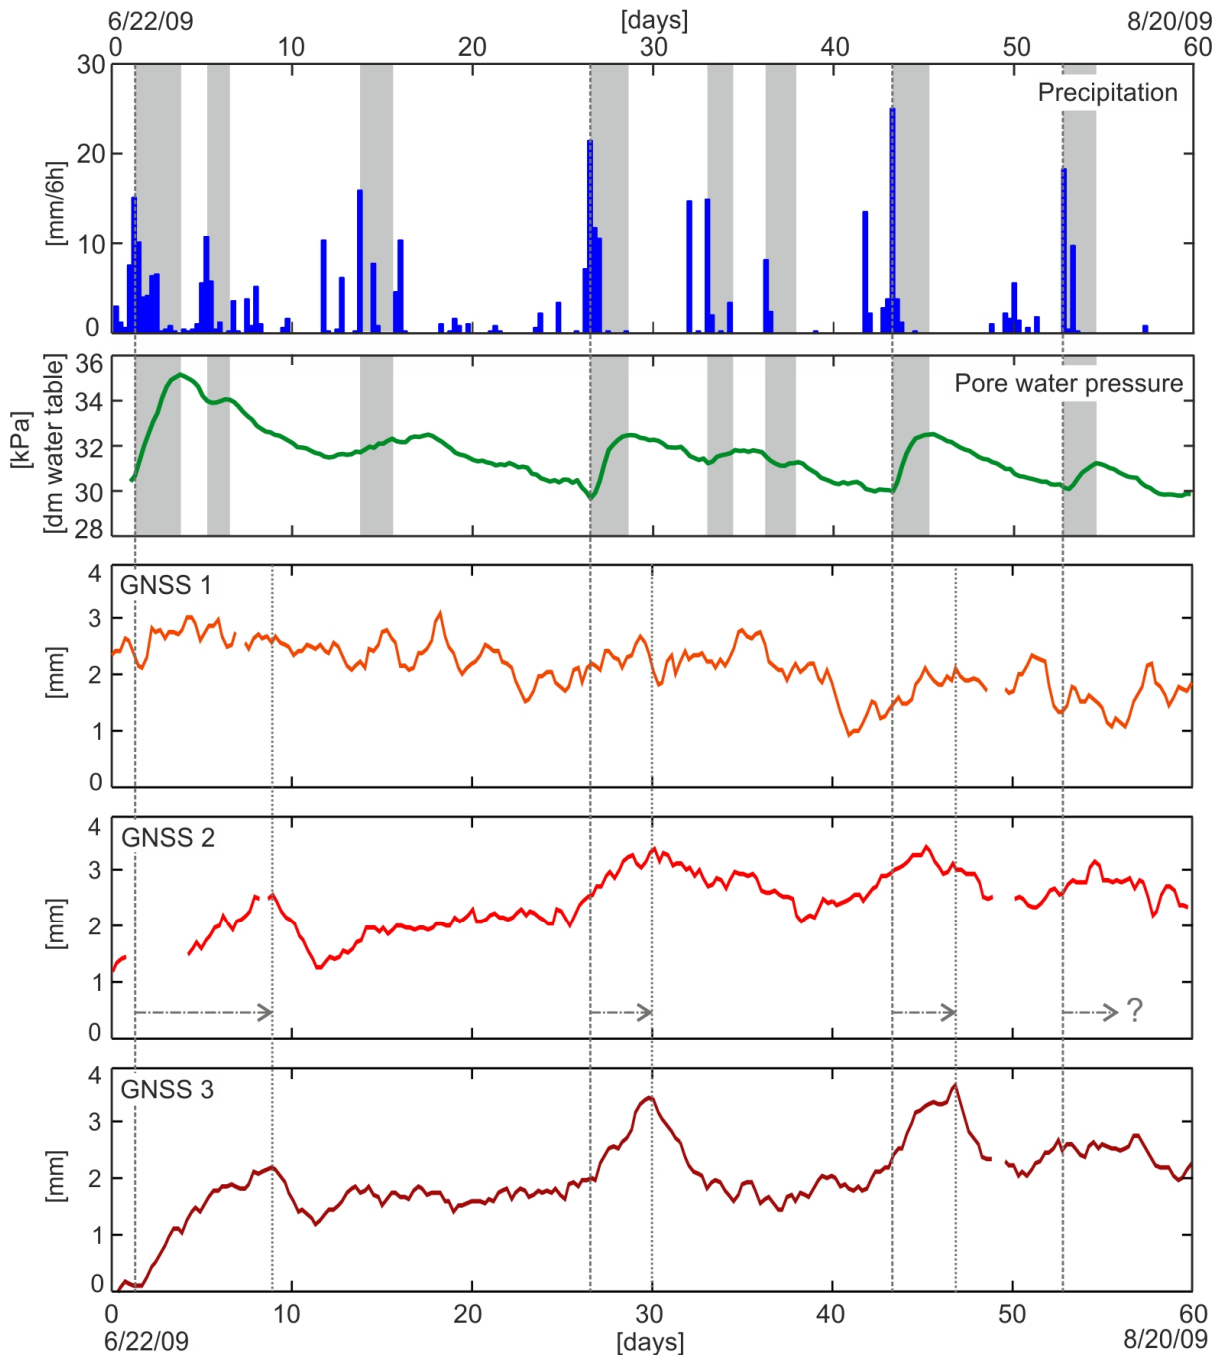 6/22/09 [days] 8/20/09
0 10 20 30 40 50 60
30
Precipitation
20
[mm/6h]
10
0
36
Pore water pressure
34
[kPa]
[dm water table]
32
30
28
4
GNSS 1
3
[mm]
2
1
0
4
GNSS 2
3
[mm]
2
1
?
0
4
GNSS 3
3
[mm]
2
1
0
0 10 20 30 40 50 60
6/22/09 [days] 8/20/09